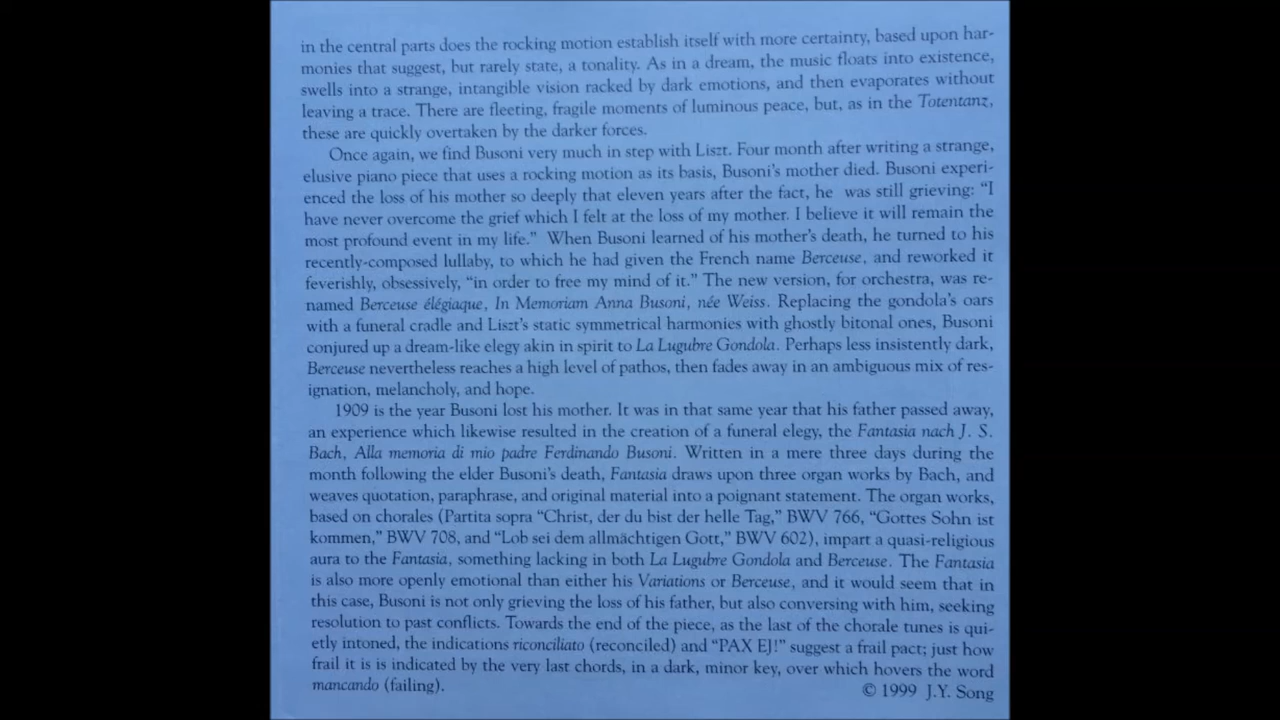 in the central parts does the rocking motion establish itself with more certainty, based upon har-
monies that suggest, but rarely state, a tonality. As in a dream, the music floats into existence,
swells into a strange, intangible vision racked by dark emotions, and then evaporates without
leaving a trace. There are fleeting, fragile moments of luminous peace, but, as in the Totentanz,
these are quickly overtaken by the darker forces.
Once again, we find Busoni very much in step with Liszt. Four month after writing a strange,
elusive piano piece that uses a rocking motion as its basis, Busoni's mother died. Busoni experi-
enced the loss of his mother so deeply that eleven years after the fact, he was still grieving: "I
have never overcome the grief which I felt at the loss of my mother. I believe it will remain the
most profound event in my life." When Busoni learned of his mother's death, he turned to his
recently-composed lullaby, to which he had given the French name Berceuse, and reworked it
feverishly, obsessively, "in order to free my mind of it." The new version, for orchestra, was re-
named Berceuse élégiaque, In Memoriam Anna Busoni, née Weiss. Replacing the gondola's oars
with a funeral cradle and Liszt's static symmetrical harmonies with ghostly bitonal ones, Busoni
conjured up a dream-like elegy akin in spirit to La Lugubre Gondola. Perhaps less insistently dark,
Berceuse nevertheless reaches a high level of pathos, then fades away in an ambiguous mix of res-
ignation, melancholy, and hope.
1909 is the year Busoni lost his mother. It was in that same year that his father passed away,
an experience which likewise resulted in the creation of a funeral elegy, the Fantasia nach J. S.
Bach, Alla memoria di mio padre Ferdinando Busoni. Written in a mere three days during the
month following the elder Busoni's death, Fantasia draws upon three organ works by Bach, and
weaves quotation, paraphrase, and original material into a poignant statement. The organ works,
based on chorales (Partita sopra "Christ, der du bist der helle Tag," BWV 766, "Gottes Sohn ist
kommen," BWV 708, and "Lob sei dem allmächtigen Gott," BWV 602), impart a quasi-religious
aura to the Fantasia, something lacking in both La Lugubre Gondola and Berceuse. The Fantasia
is also more openly emotional than either his Variations or Berceuse, and it would seem that in
this case, Busoni is not only grieving the loss of his father, but also conversing with him, seeking
resolution to past conflicts. Towards the end of the piece, as the last of the chorale tunes is qui-
etly intoned, the indications riconciliato (reconciled) and "PAX EJ!" suggest a frail pact; just how
frail it is is indicated by the very last chords, in a dark, minor key, over which hovers the word
mancando (failing).
© 1999 J.Y. Song